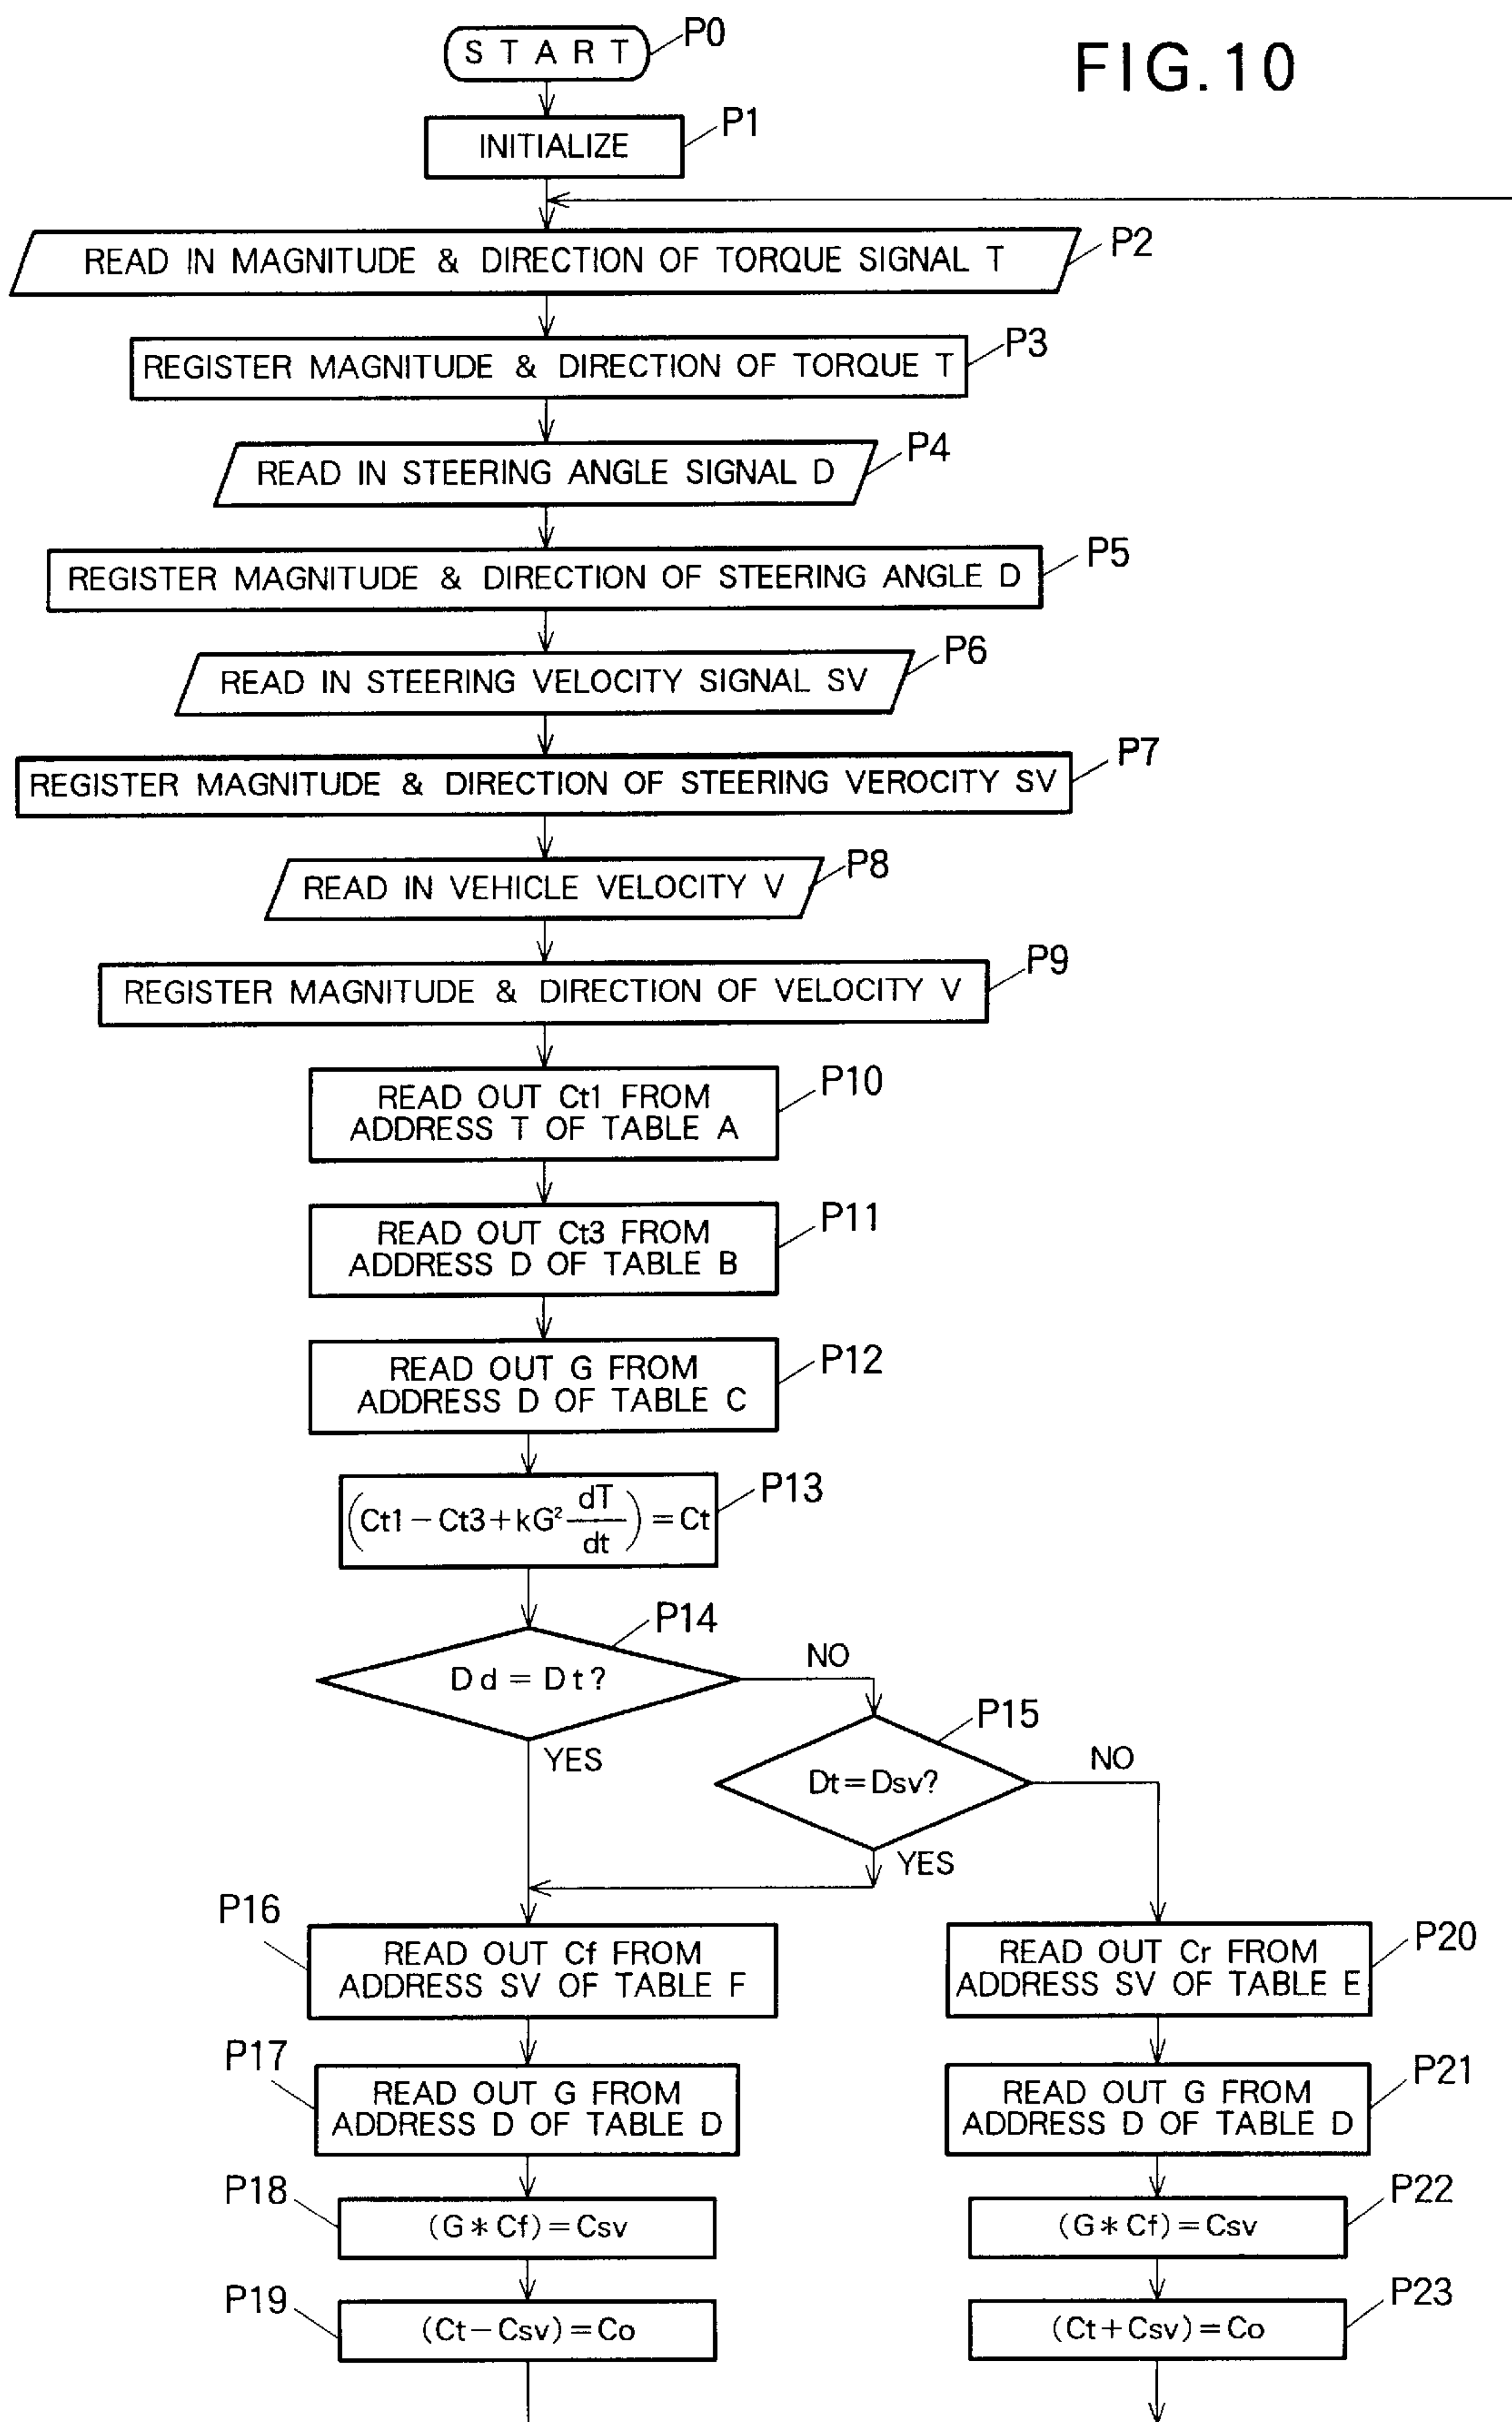 FIG.10
START
P0
INITIALIZE
P1
READ IN MAGNITUDE & DIRECTION OF TORQUE SIGNAL T
P2
REGISTER MAGNITUDE & DIRECTION OF TORQUE T
P3
READ IN STEERING ANGLE SIGNAL D
P4
REGISTER MAGNITUDE & DIRECTION OF STEERING ANGLE D
P5
READ IN STEERING VELOCITY SIGNAL SV
P6
REGISTER MAGNITUDE & DIRECTION OF STEERING VEROCITY SV
P7
READ IN VEHICLE VELOCITY V
P8
REGISTER MAGNITUDE & DIRECTION OF VELOCITY V
P9
READ OUT Ct1 FROM
ADDRESS T OF TABLE A
P10
READ OUT Ct3 FROM
ADDRESS D OF TABLE B
P11
READ OUT G FROM
ADDRESS D OF TABLE C
P12
(Ct1 − Ct3 + kG² dT/dt) = Ct
P13
Dd = Dt?
P14
NO
YES
Dt = Dsv?
P15
NO
YES
P16
READ OUT Cf FROM
ADDRESS SV OF TABLE F
P17
READ OUT G FROM
ADDRESS D OF TABLE D
P18
(G * Cf) = Csv
P19
(Ct − Csv) = Co
READ OUT Cr FROM
ADDRESS SV OF TABLE E
P20
READ OUT G FROM
ADDRESS D OF TABLE D
P21
(G * Cf) = Csv
P22
(Ct + Csv) = Co
P23